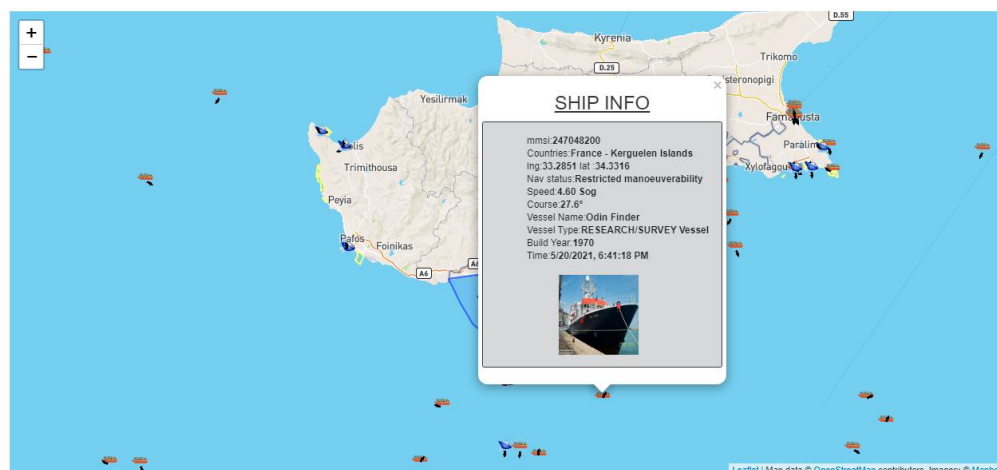 D.55
+
−
Kyrenia
Trikomo
D.25
Yesilirmak
×
SHIP INFO
mmsi:247048200
Countries:France - Kerguelen Islands
lng:33.2851 lat :34.3316
Nav status:Restricted manoeuverability
Speed:4.60 Sog
Course:27.6°
Vessel Name:Odin Finder
Vessel Type:RESEARCH/SURVEY Vessel
Build Year:1970
Time:5/20/2021, 6:41:18 PM
steronopigi
Paralim
Xylofagou
Trimithousa
Peyia
Pafos
Foinikas
A6
Leaflet | Map data © OpenStreetMap contributors, Imagery © Mapbo